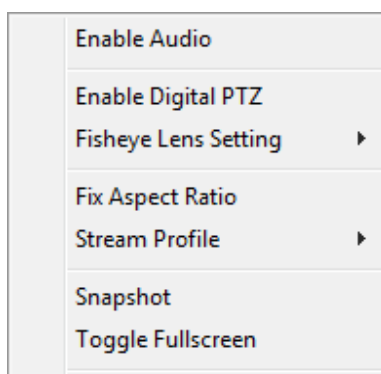 Enable Audio
Enable Digital PTZ
Fisheye Lens Setting
Fix Aspect Ratio
Stream Profile
Snapshot
Toggle Fullscreen